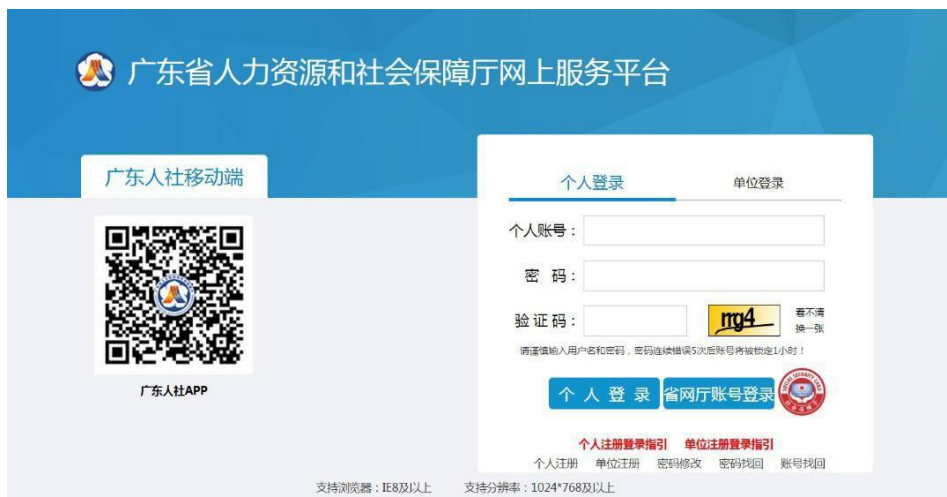 广东省人力资源和社会保障厅网上服务平台
广东人社移动端
个人登录 单位登录
个人账号：
密 码：
验证码：
看不清
换一张
请谨慎输入用户名和密码，密码连续错误5次后账号将被锁定1小时！
个 人 登 录 省网厅账号登录
SOCIAL SECURITY CARD
社会保障卡
广东人社APP
个人注册登录指引 单位注册登录指引
个人注册 单位注册 密码修改 密码找回 账号找回
支持浏览器：IE8及以上 支持分辨率：1024*768及以上